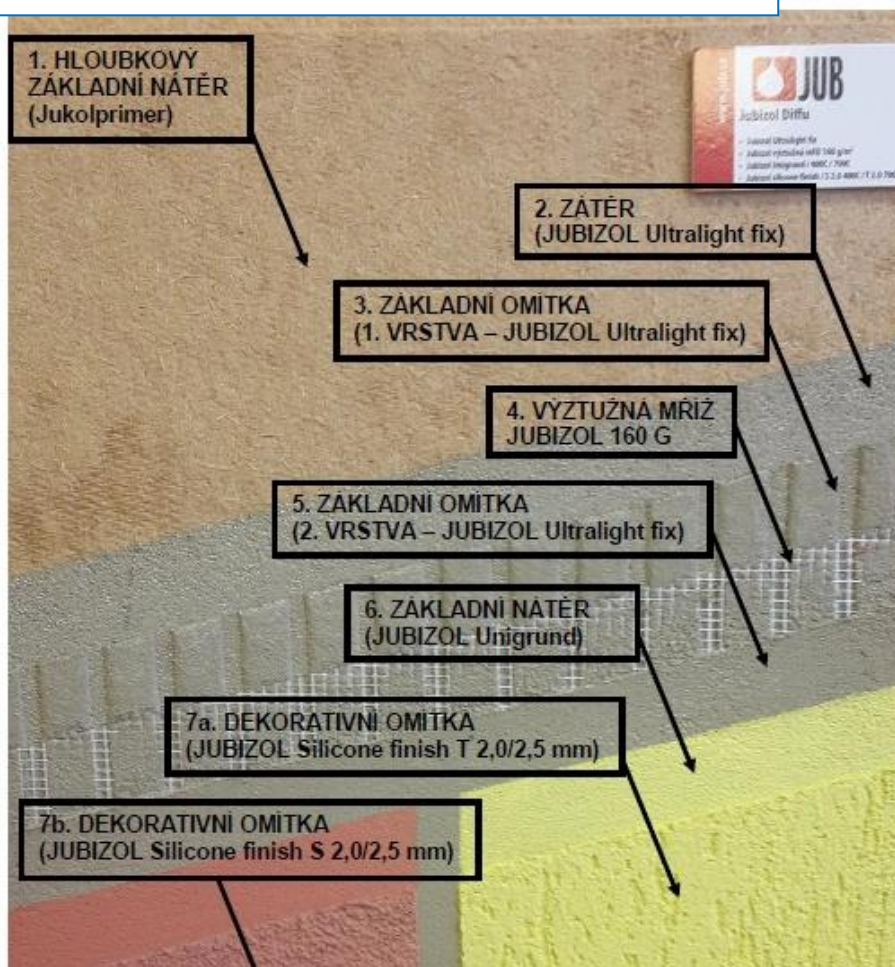 1. HLOUBKOVÝ
ZÁKLADNÍ NÁTĚR
(Jukolprimer)
JUB
Jubizol Diffu
2. ZÁTĚR
(JUBIZOL Ultralight fix)
3. ZÁKLADNÍ OMÍTKA
(1. VRSTVA – JUBIZOL Ultralight fix)
4. VÝZTUŽNÁ MŘÍŽ
JUBIZOL 160 G
5. ZÁKLADNÍ OMÍTKA
(2. VRSTVA – JUBIZOL Ultralight fix)
6. ZÁKLADNÍ NÁTĚR
(JUBIZOL Unigrund)
7a. DEKORATIVNÍ OMÍTKA
(JUBIZOL Silicone finish T 2,0/2,5 mm)
7b. DEKORATIVNÍ OMÍTKA
(JUBIZOL Silicone finish S 2,0/2,5 mm)